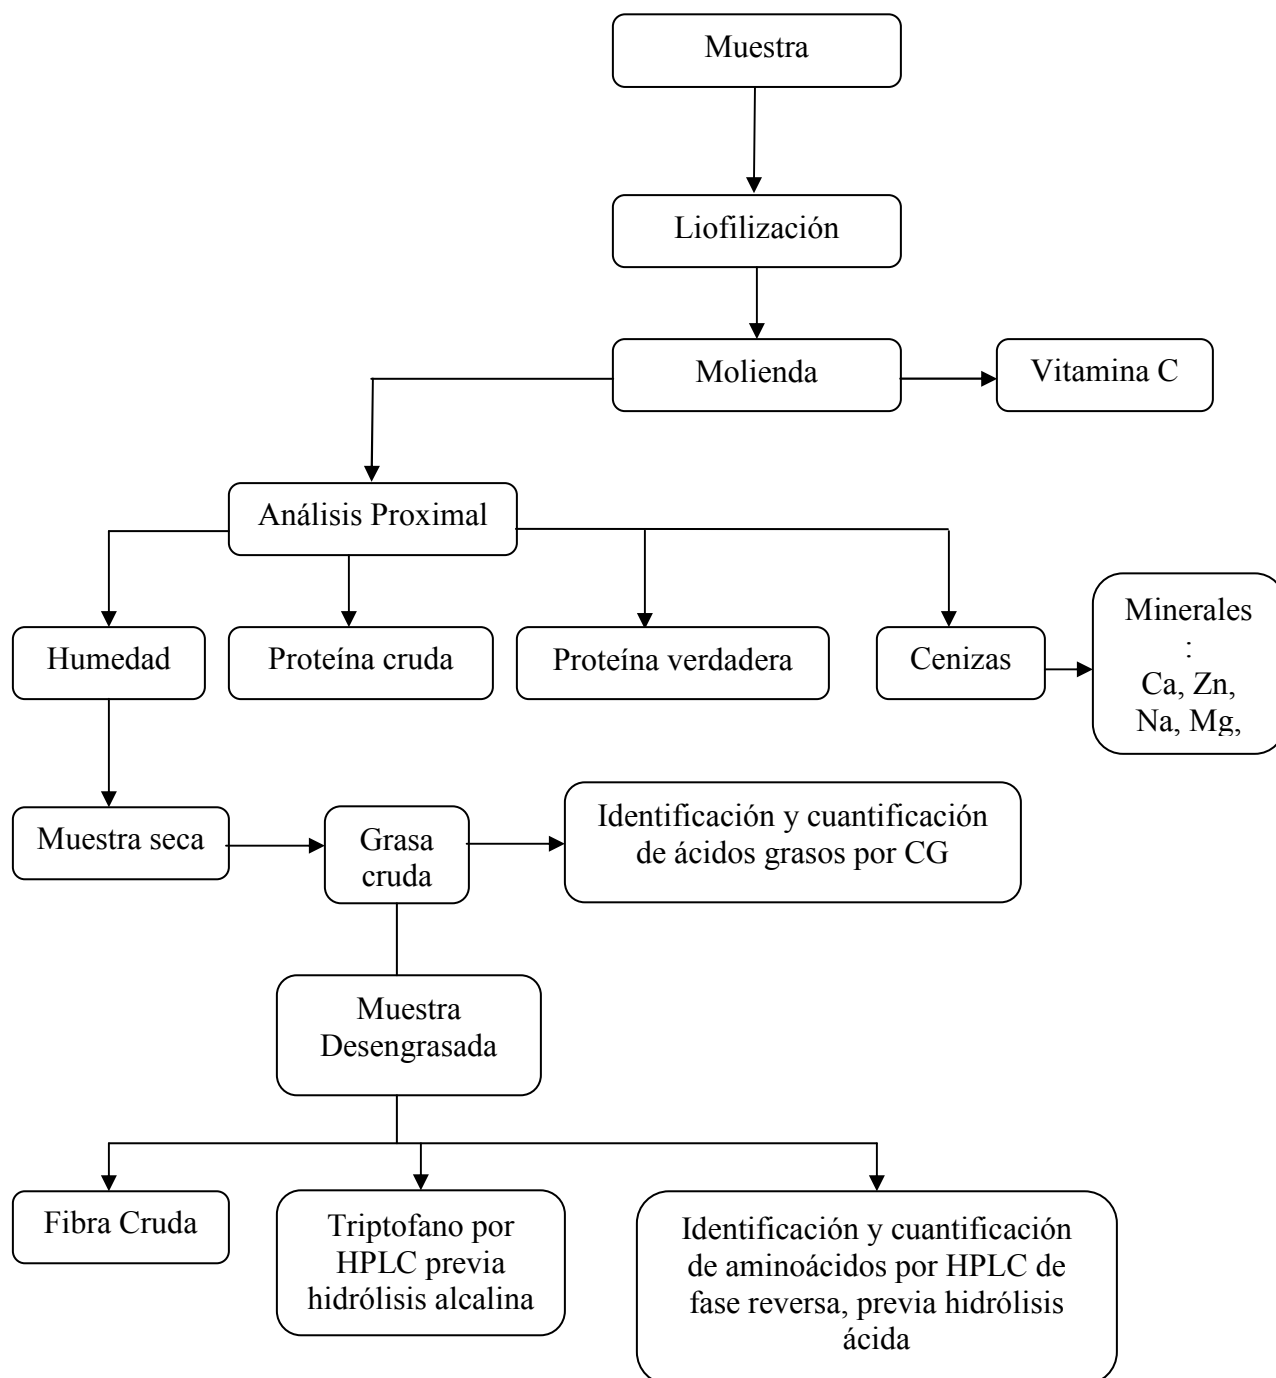 Muestra
Liofilización
Molienda
Vitamina C
Análisis Proximal
Humedad
Proteína cruda
Proteína verdadera
Cenizas
Minerales
:
Ca, Zn,
Na, Mg,
Muestra seca
Grasa
cruda
Identificación y cuantificación
de ácidos grasos por CG
Muestra
Desengrasada
Fibra Cruda
Triptofano por
HPLC previa
hidrólisis alcalina
Identificación y cuantificación
de aminoácidos por HPLC de
fase reversa, previa hidrólisis
ácida